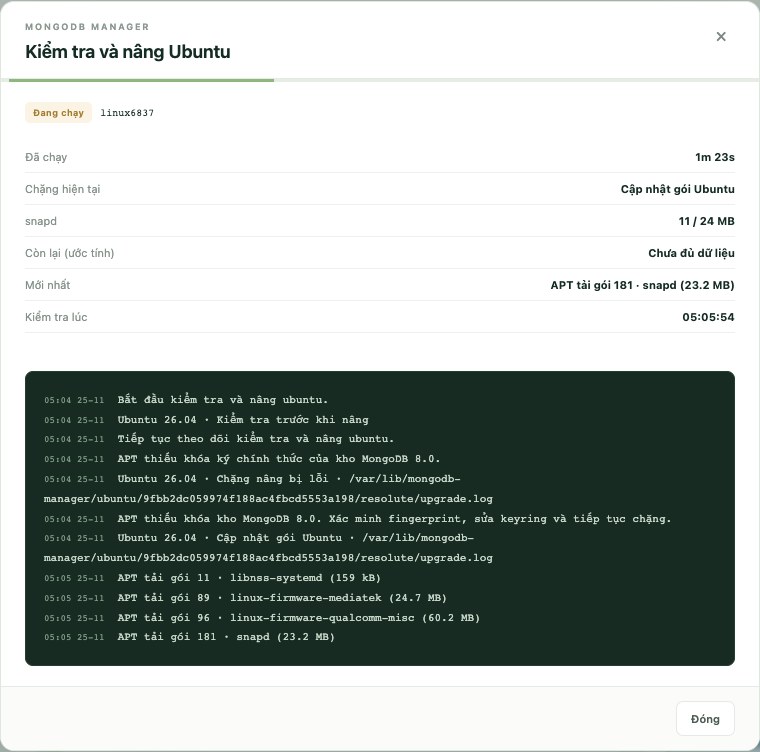 MONGODB MANAGER
Kiểm tra và nâng Ubuntu
×
Đang chạy linux6837
Đã chạy 1m 23s
Chặng hiện tại Cập nhật gói Ubuntu
snapd 11 / 24 MB
Còn lại (ước tính) Chưa đủ dữ liệu
Mới nhất APT tải gói 181 · snapd (23.2 MB)
Kiểm tra lúc 05:05:54
05:04 25-11 Bắt đầu kiểm tra và nâng ubuntu.
05:04 25-11 Ubuntu 26.04 · Kiểm tra trước khi nâng
05:04 25-11 Tiếp tục theo dõi kiểm tra và nâng ubuntu.
05:04 25-11 APT thiếu khóa ký chính thức của kho MongoDB 8.0.
05:04 25-11 Ubuntu 26.04 · Chặng nâng bị lỗi · /var/lib/mongodb-
manager/ubuntu/9fbb2dc059974f188ac4fbcd5553a198/resolute/upgrade.log
05:04 25-11 APT thiếu khóa kho MongoDB 8.0. Xác minh fingerprint, sửa keyring và tiếp tục chặng.
05:04 25-11 Ubuntu 26.04 · Cập nhật gói Ubuntu · /var/lib/mongodb-
manager/ubuntu/9fbb2dc059974f188ac4fbcd5553a198/resolute/upgrade.log
05:05 25-11 APT tải gói 11 · libnss-systemd (159 kB)
05:05 25-11 APT tải gói 89 · linux-firmware-mediatek (24.7 MB)
05:05 25-11 APT tải gói 96 · linux-firmware-qualcomm-misc (60.2 MB)
05:05 25-11 APT tải gói 181 · snapd (23.2 MB)
Đóng